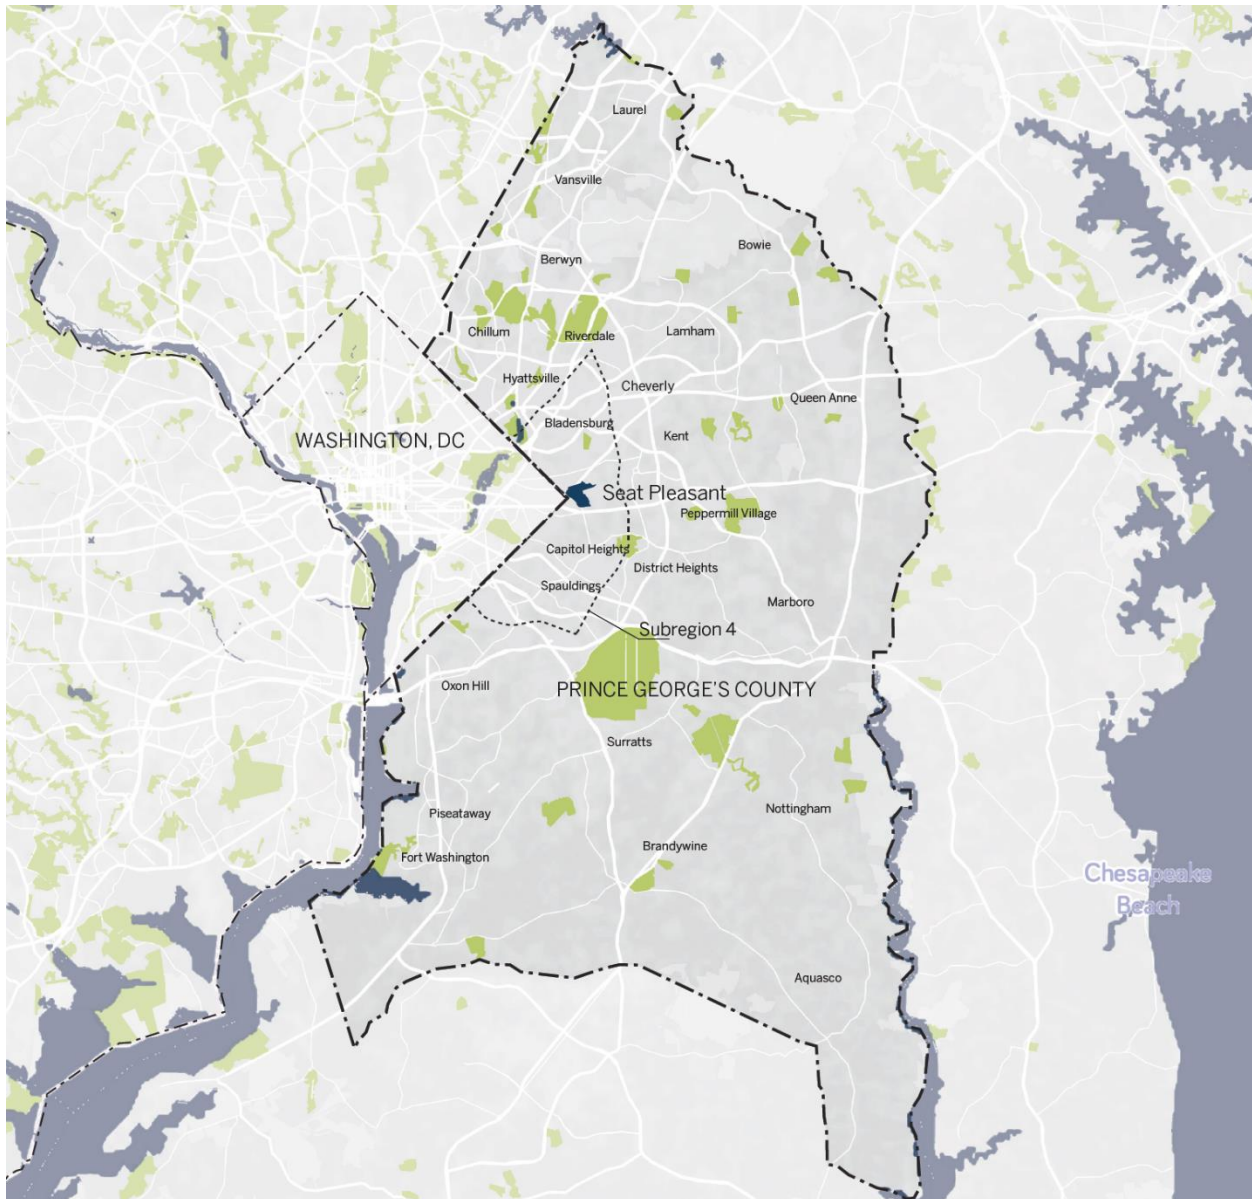 Laurel
Vansville
Bowie
Berwyn
Chillum
Riverdale
Lamham
Hyattsville
Cheverly
Queen Anne
Bladensburg
Kent
WASHINGTON, DC
Seat Pleasant
Peppermill Village
Capitol Heights
District Heights
Spauldings
Marboro
Subregion 4
Oxon Hill
PRINCE GEORGE'S COUNTY
Surratts
Piseataway
Nottingham
Brandywine
Fort Washington
Chesapeake
Beach
Aquasco